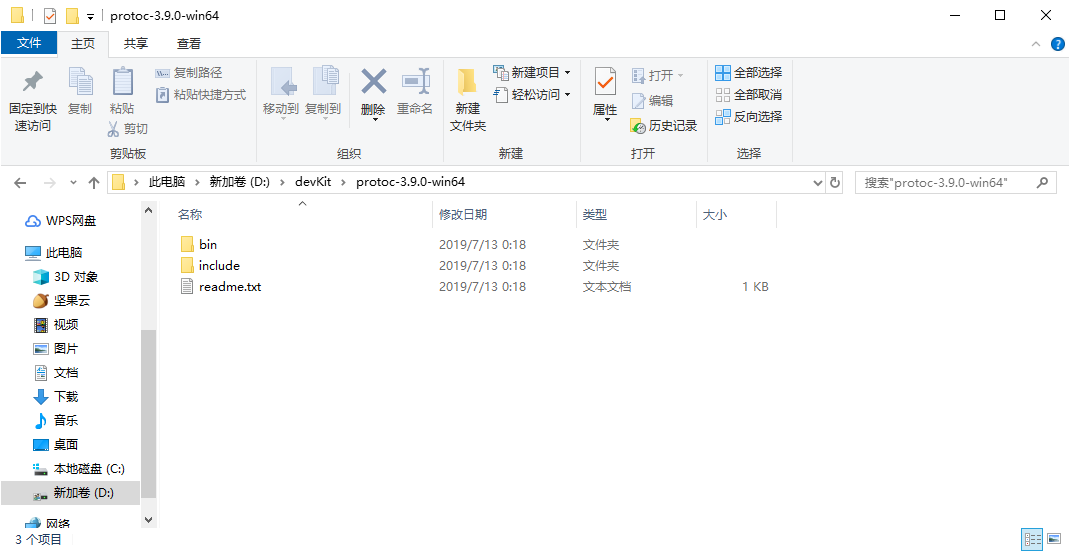 protoc-3.9.0-win64
文件 主页 共享 查看
固定到快速访问
复制
粘贴
复制路径
粘贴快捷方式
剪切
剪贴板
移动到
复制到
删除
重命名
组织
新建文件夹
新建项目
轻松访问
新建
属性
打开
编辑
历史记录
打开
全部选择
全部取消
反向选择
选择
此电脑 新加卷 (D:) devKit protoc-3.9.0-win64
搜索"protoc-3.9.0-win64"
WPS网盘
此电脑
3D 对象
坚果云
视频
图片
文档
下载
音乐
桌面
本地磁盘 (C:)
新加卷 (D:)
网络
名称 修改日期 类型 大小
bin 2019/7/13 0:18 文件夹
include 2019/7/13 0:18 文件夹
readme.txt 2019/7/13 0:18 文本文档 1 KB
3 个项目